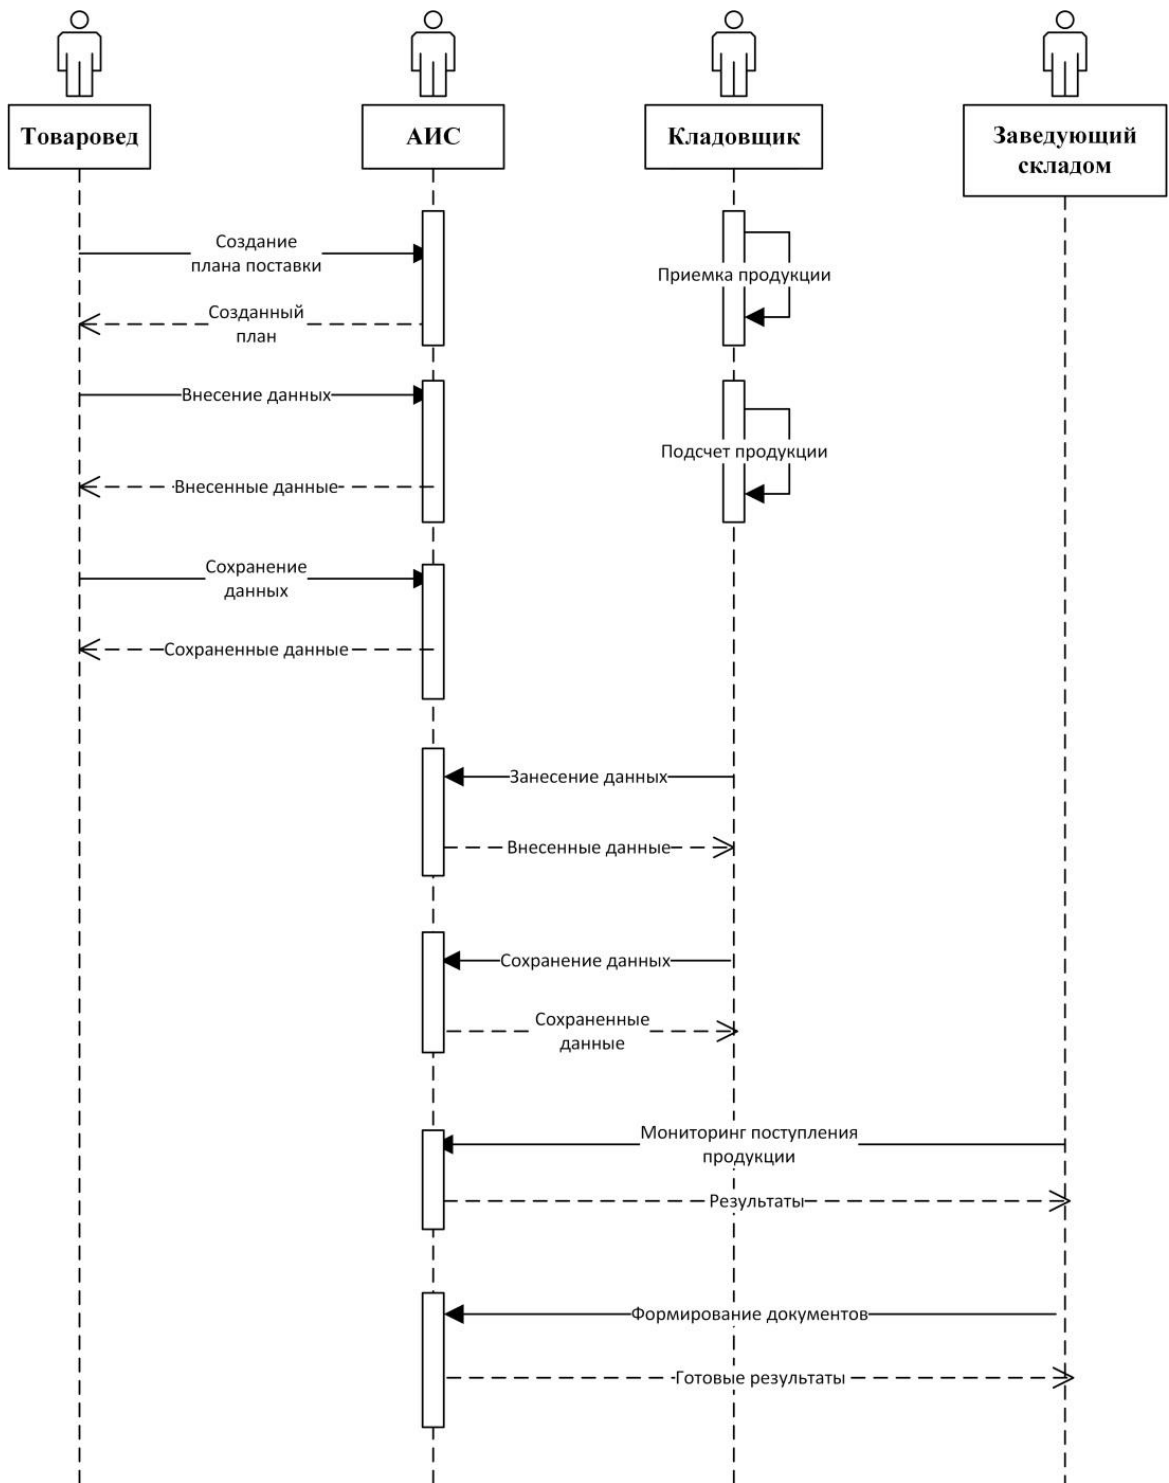 Товаровед
АИС
Кладовщик
Заведующий
складом
Создание
плана поставки
Приемка продукции
Созданный
план
Внесение данных
Подсчет продукции
Внесенные данные
Сохранение
данных
Сохраненные данные
Занесение данных
Внесенные данные
Сохранение данных
Сохраненные
данные
Мониторинг поступления
продукции
Результаты
Формирование документов
Готовые результаты